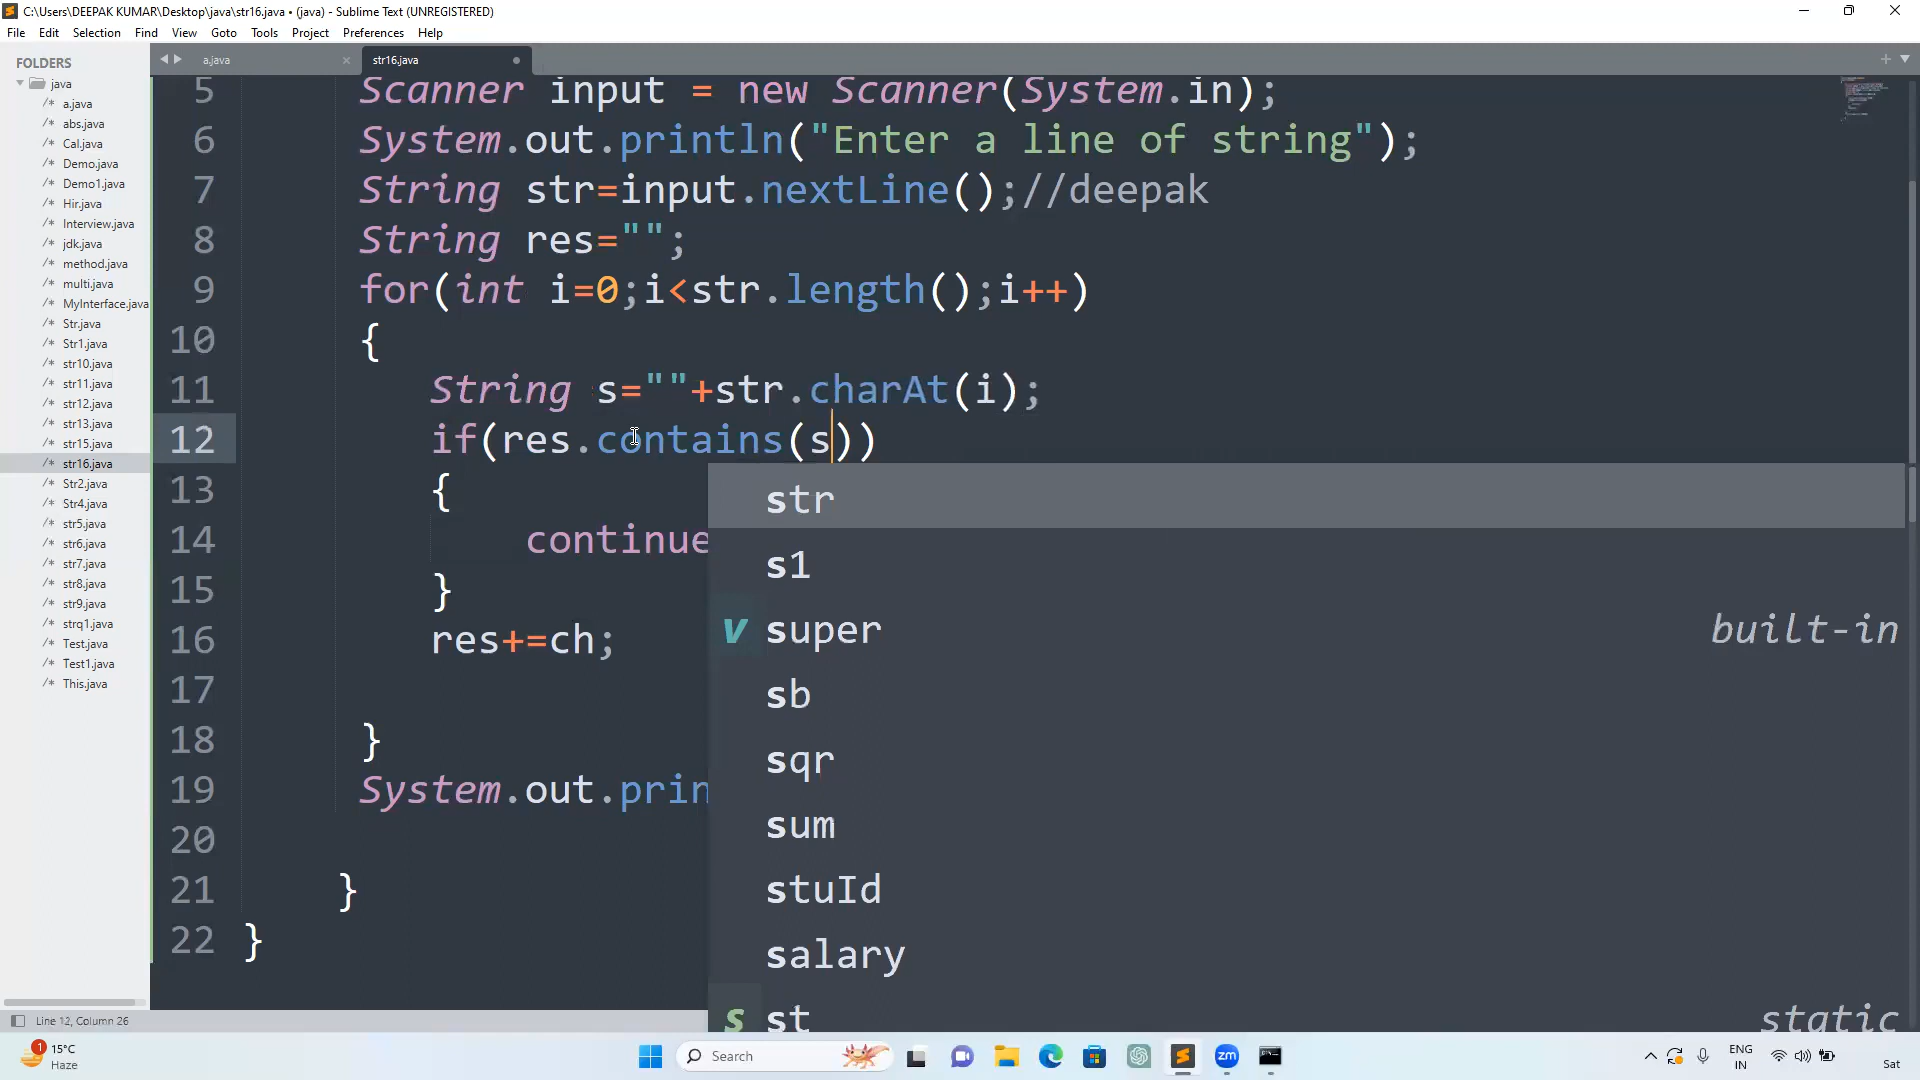 C:\Users\DEEPAK KUMAR\Desktop\java\str16.java • (java) - Sublime Text (UNREGISTERED)
File Edit Selection Find View Goto Tools Project Preferences Help
FOLDERS
java
a.java
abs.java
Cal.java
Demo.java
Demo1.java
Hir.java
Interview.java
jdk.java
method.java
multi.java
MyInterface.java
Str.java
Str1.java
str10.java
str11.java
str12.java
str13.java
str15.java
str16.java
Str2.java
Str4.java
str5.java
str6.java
str7.java
str8.java
str9.java
strq1.java
Test.java
Test1.java
This.java
a.java
str16.java
5 Scanner input = new Scanner(System.in);
6 System.out.println("Enter a line of string");
7 String str=input.nextLine();//deepak
8 String res="";
9 for(int i=0;i<str.length();i++)
10 {
11 String s=""+str.charAt(i);
12 if(res.contains(s))
13 {
14 continue
15 }
16 res+=ch;
17
18 }
19 System.out.prin
20
21 }
22 }
str
s1
v super built-in
sb
sqr
sum
stuId
salary
s st static
Line 12, Column 26
1
15°C
Haze
Search
zm
ENG
IN
Sat